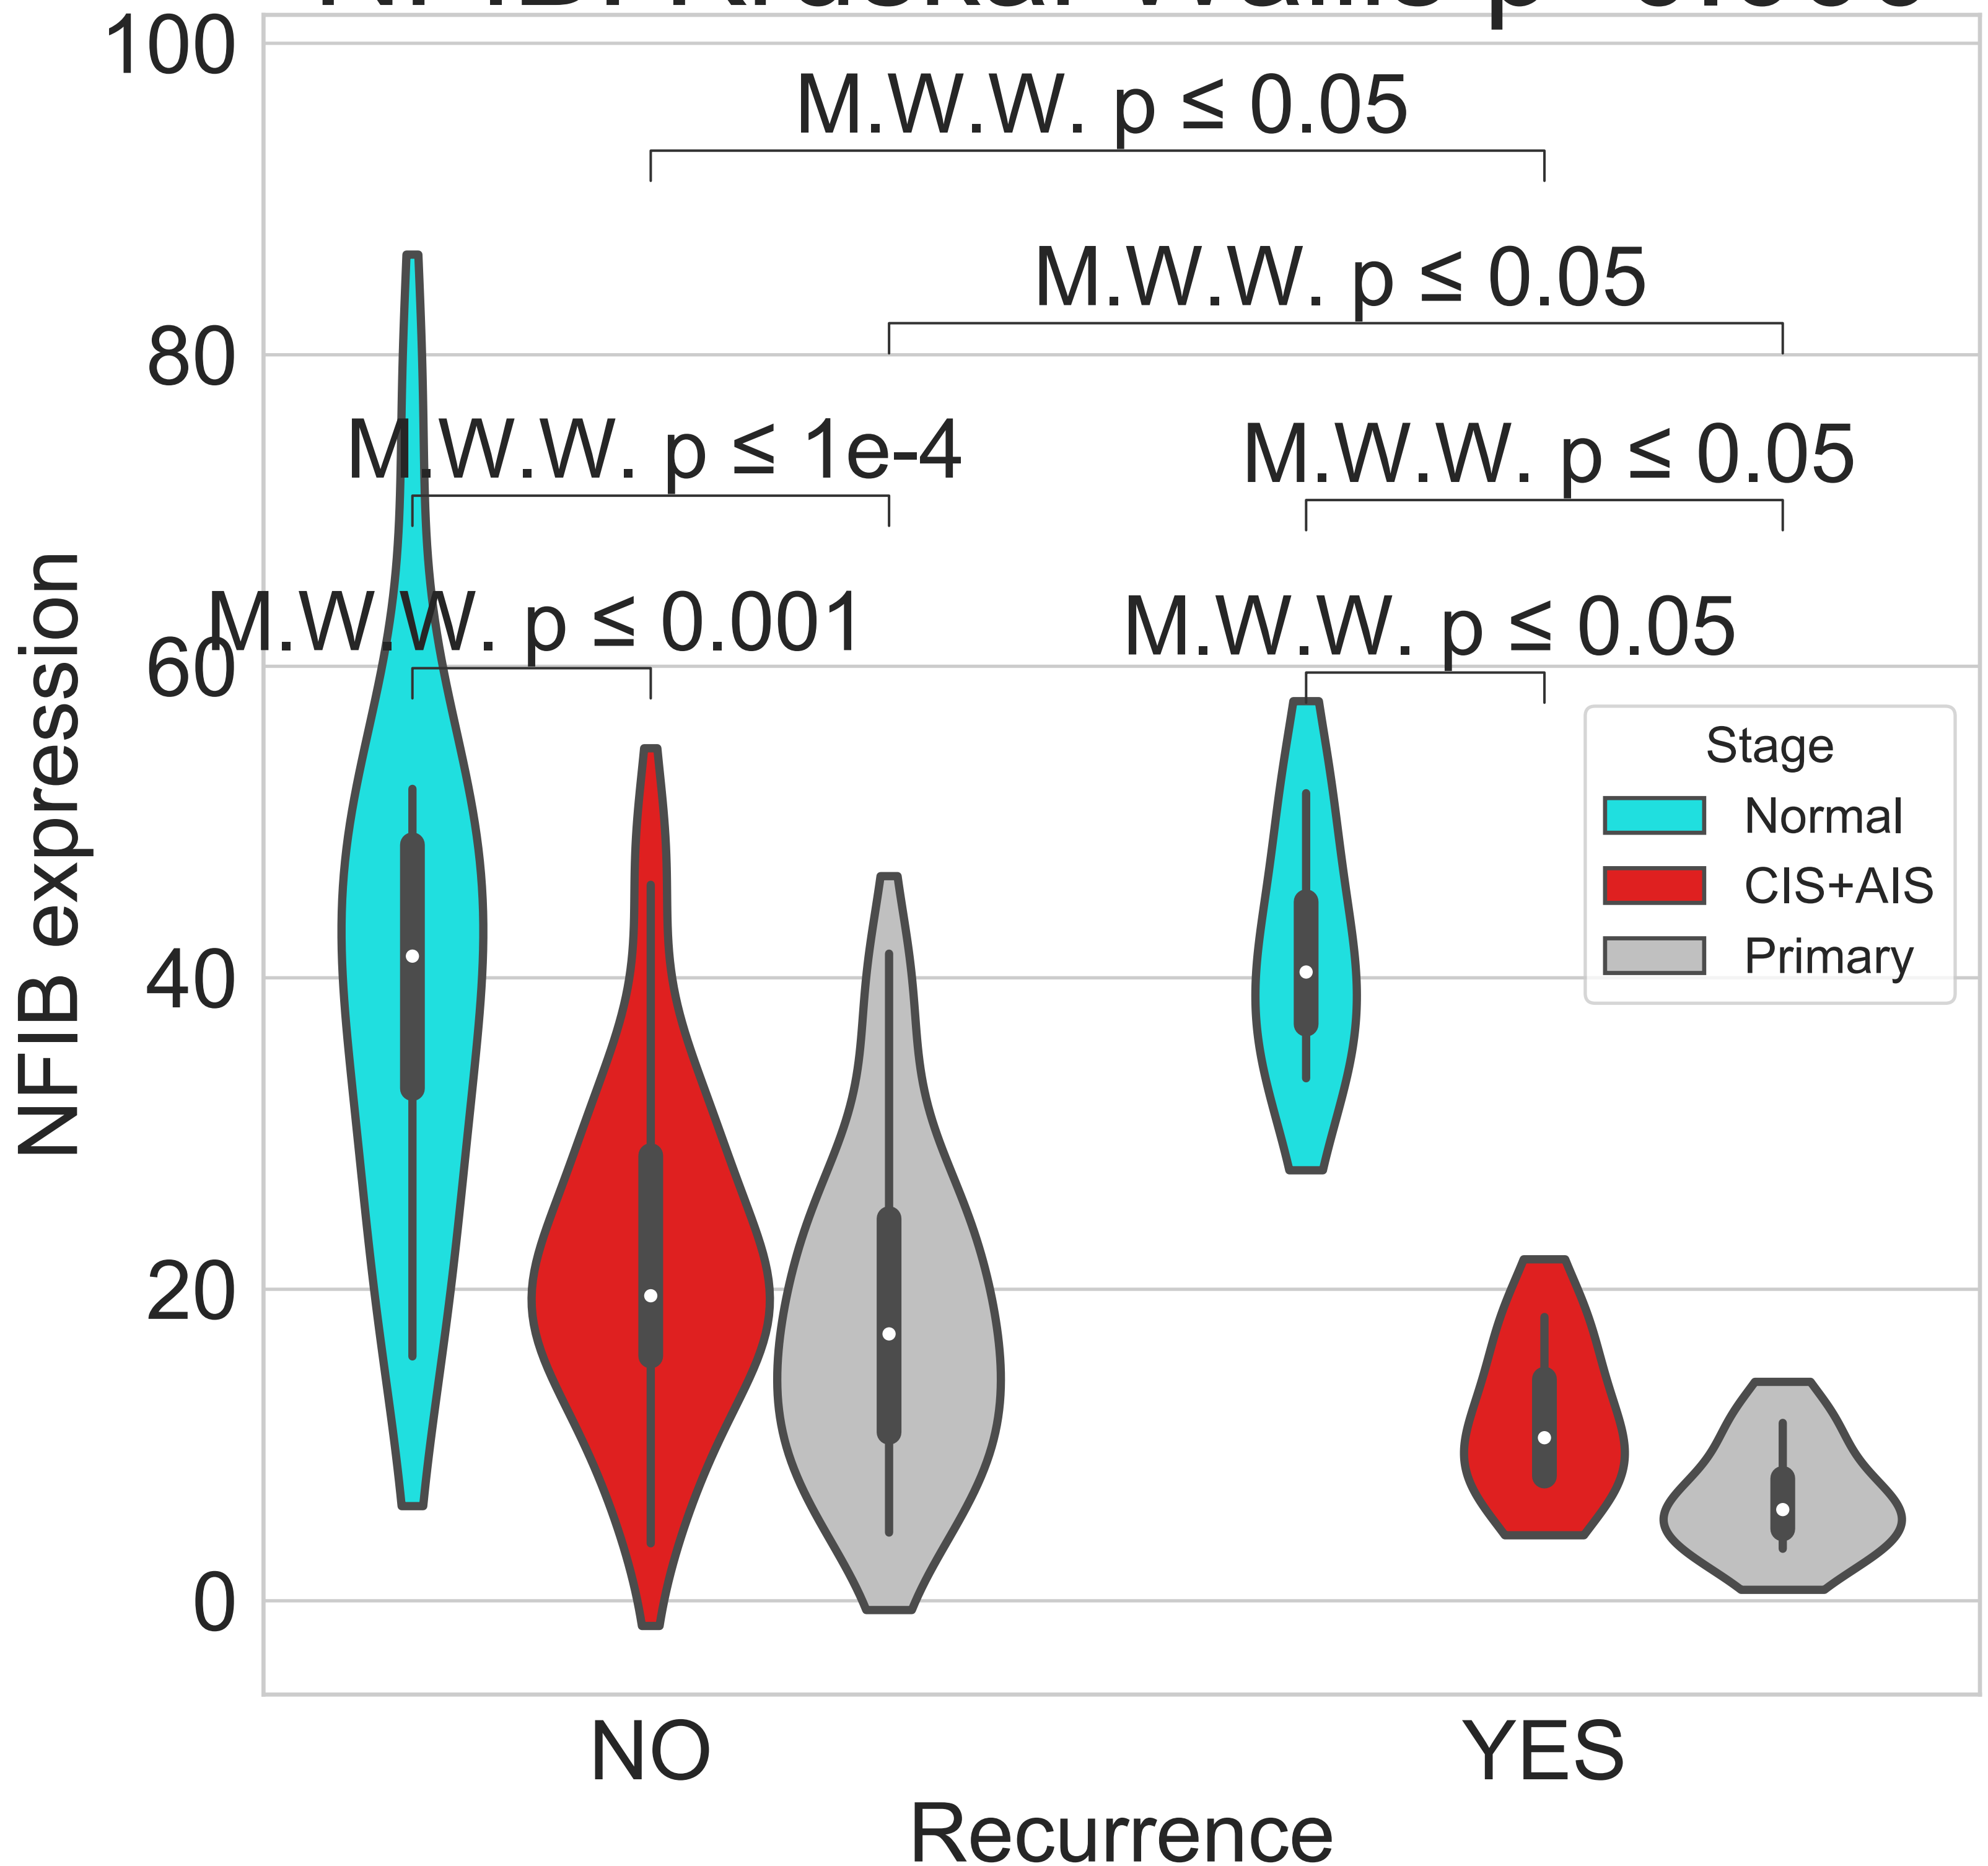 100
80
60
40
20
0
NFIB expression
M.W.W. p ≤ 0.05
M.W.W. p ≤ 0.05
M.W.W. p ≤ 1e-4
M.W.W. p ≤ 0.05
M.W.W. p ≤ 0.001
M.W.W. p ≤ 0.05
Stage
Normal
CIS+AIS
Primary
NO
YES
Recurrence